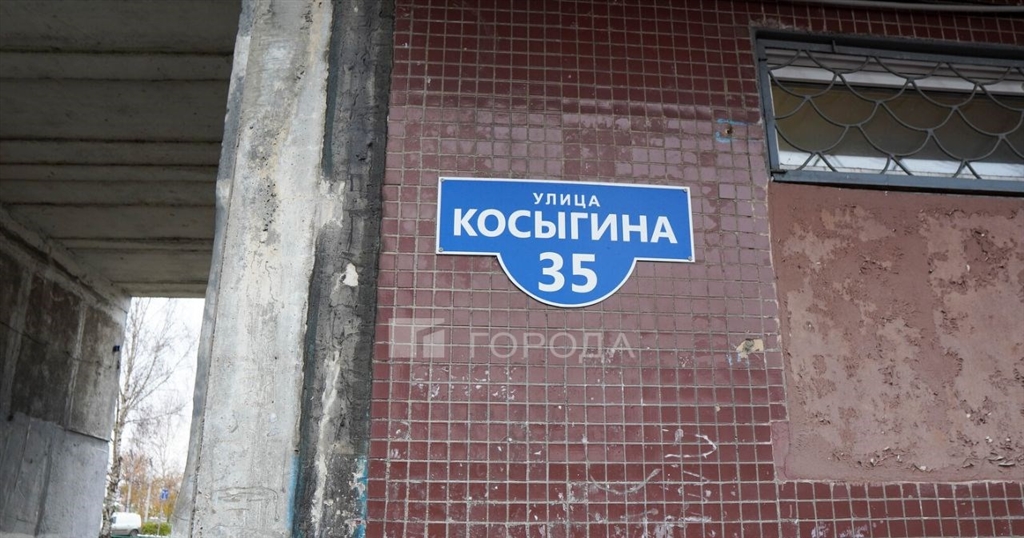 УЛИЦА
КОСЫГИНА
35
ГОРОДА